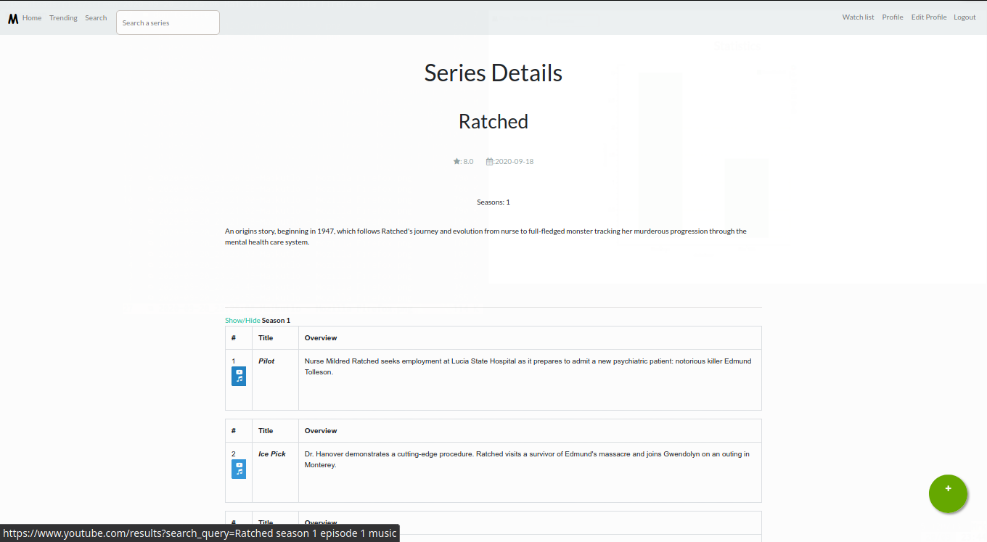 M Home Trending Search Search a series Watch list Profile Edit Profile Logout
Series Details
Ratched
: 8.0 :2020-09-18
Seasons: 1
An origins story, beginning in 1947, which follows Ratched's journey and evolution from nurse to full-fledged monster tracking her murderous progression through the
mental health care system.
Show/Hide Season 1
# Title Overview
1 Pilot Nurse Mildred Ratched seeks employment at Lucia State Hospital as it prepares to admit a new psychiatric patient: notorious killer Edmund
Tolleson.
# Title Overview
2 Ice Pick Dr. Hanover demonstrates a cutting-edge procedure. Ratched visits a survivor of Edmund's massacre and joins Gwendolyn on an outing in
Monterey.
+
# Title Overview
https://www.youtube.com/results?search_query=Ratched season 1 episode 1 music